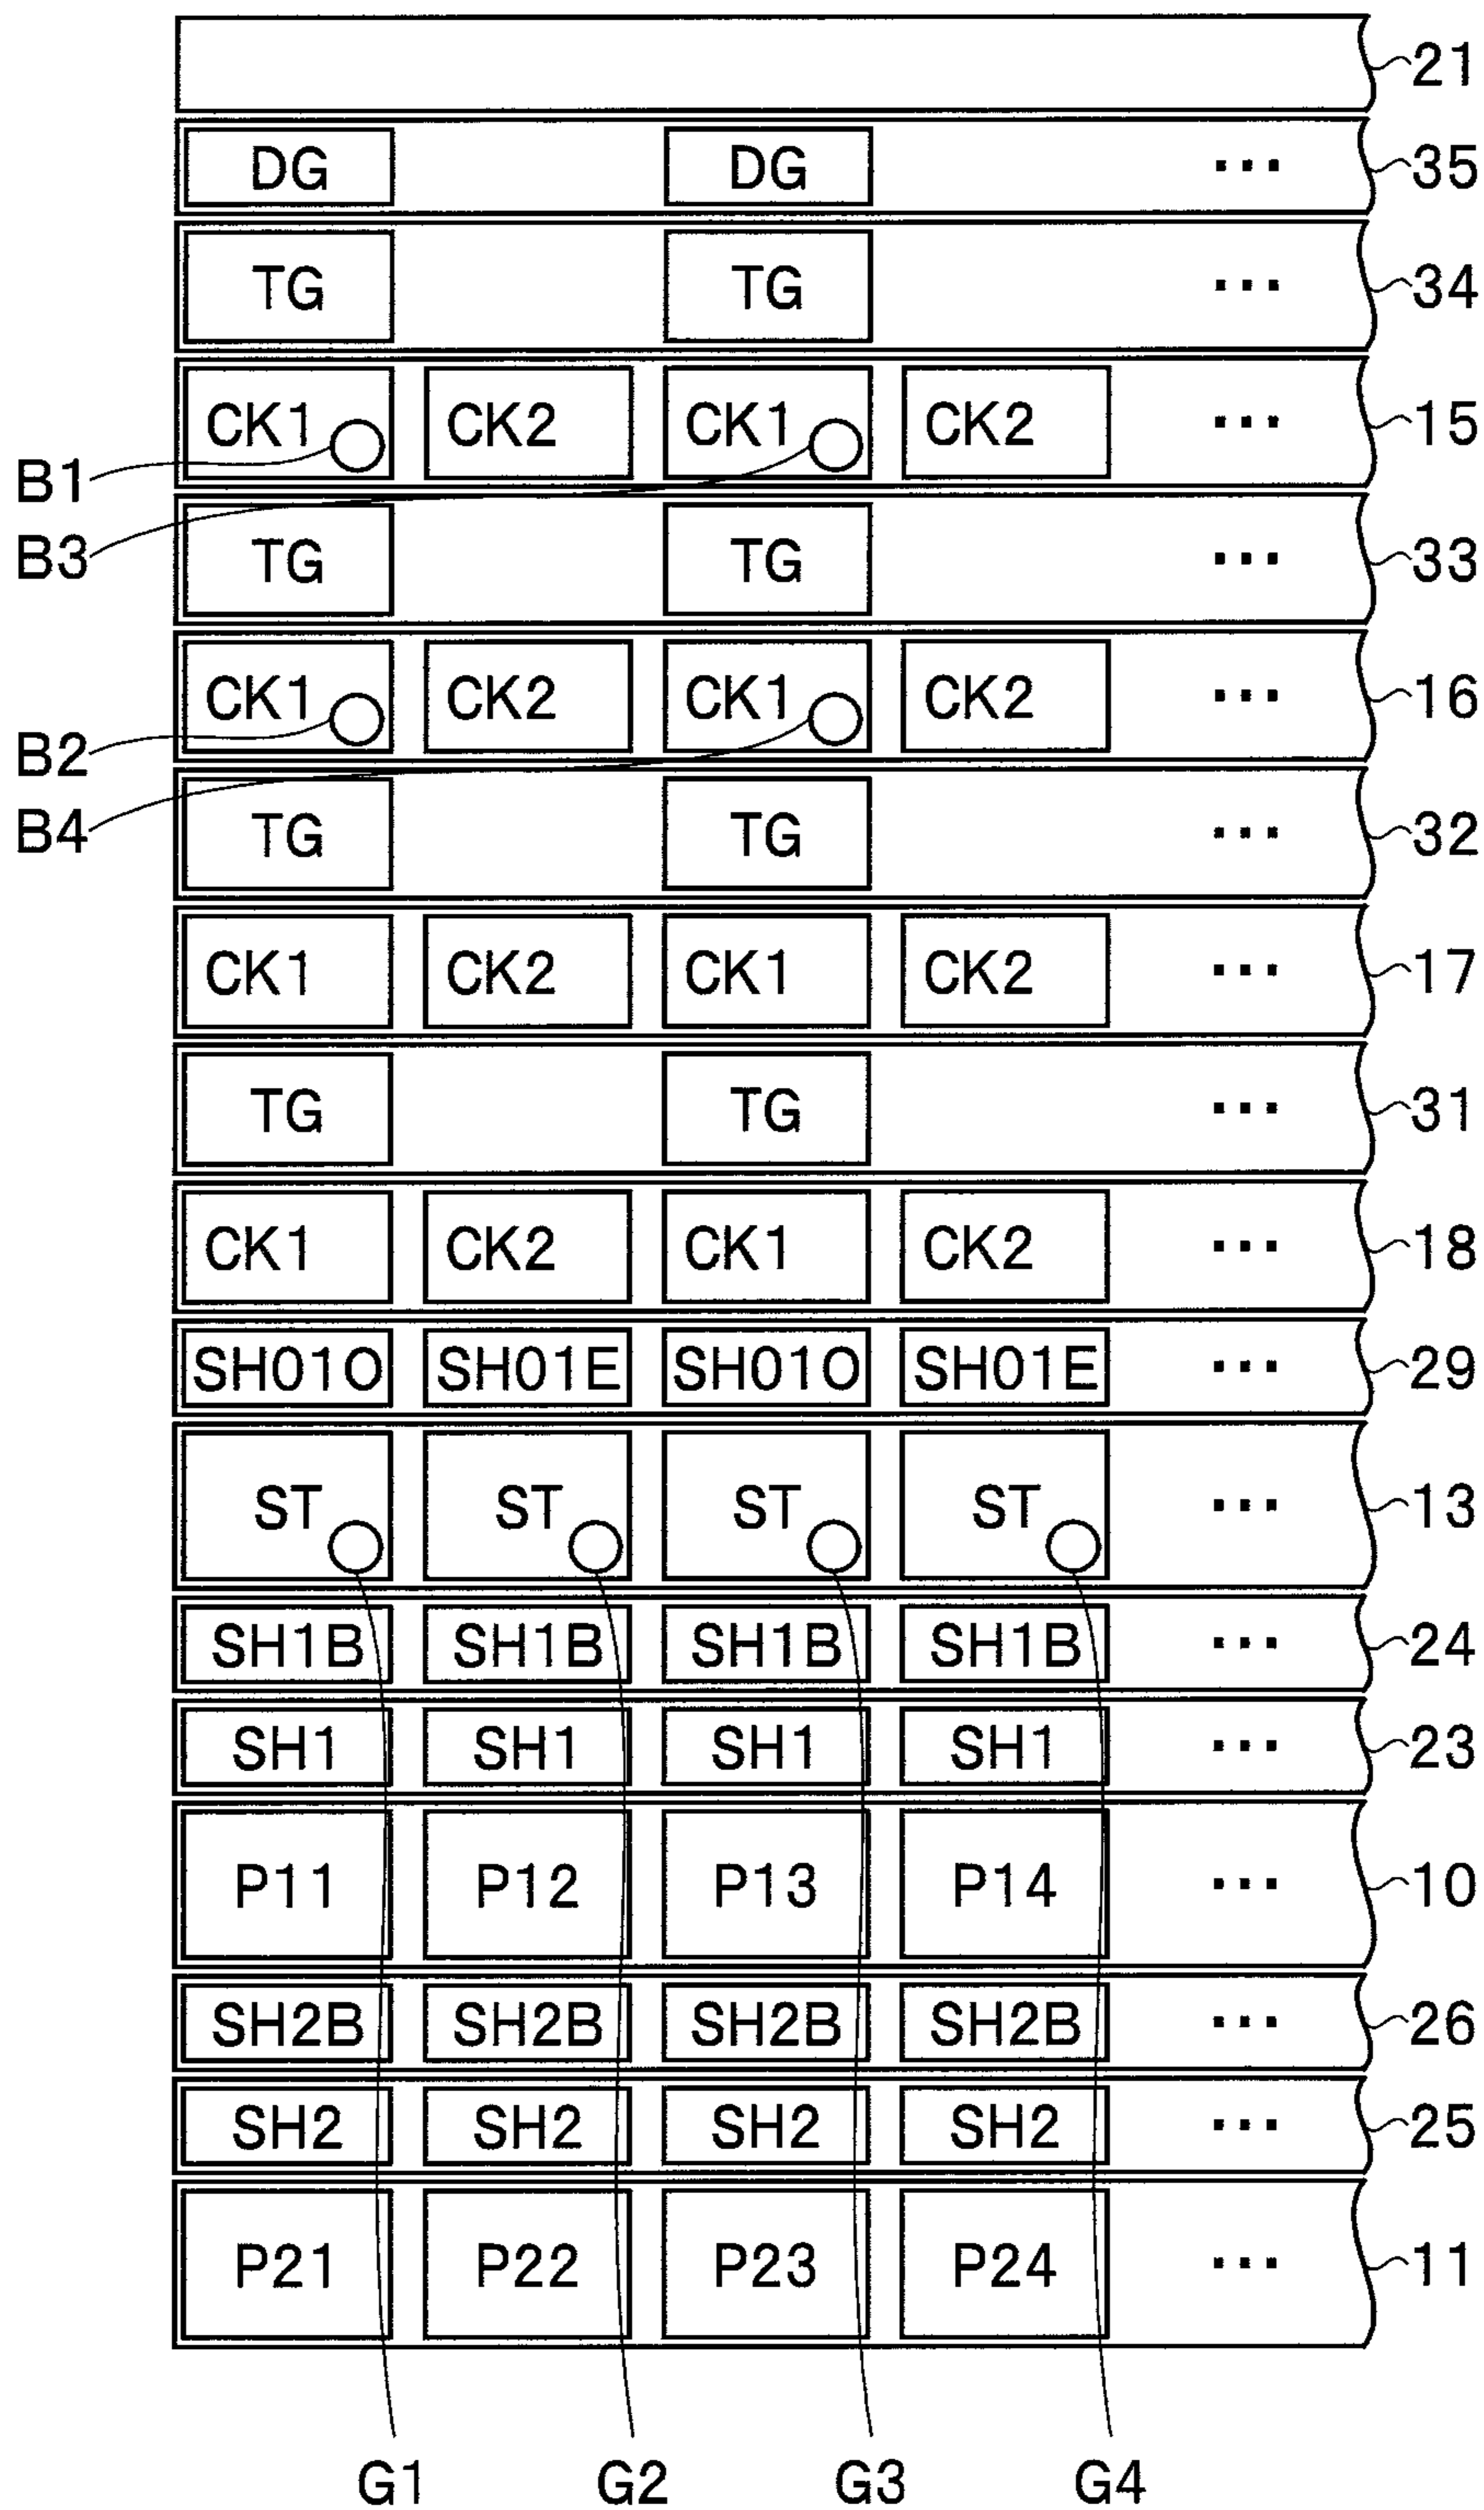 21
DG DG ... 35
TG TG ... 34
CK1 CK2 CK1 CK2 ... 15
B1
B3
TG TG ... 33
CK1 CK2 CK1 CK2 ... 16
B2
B4
TG TG ... 32
CK1 CK2 CK1 CK2 ... 17
TG TG ... 31
CK1 CK2 CK1 CK2 ... 18
SH01O SH01E SH01O SH01E ... 29
ST ST ST ST ... 13
SH1B SH1B SH1B SH1B ... 24
SH1 SH1 SH1 SH1 ... 23
P11 P12 P13 P14 ... 10
SH2B SH2B SH2B SH2B ... 26
SH2 SH2 SH2 SH2 ... 25
P21 P22 P23 P24 ... 11
G1 G2 G3 G4